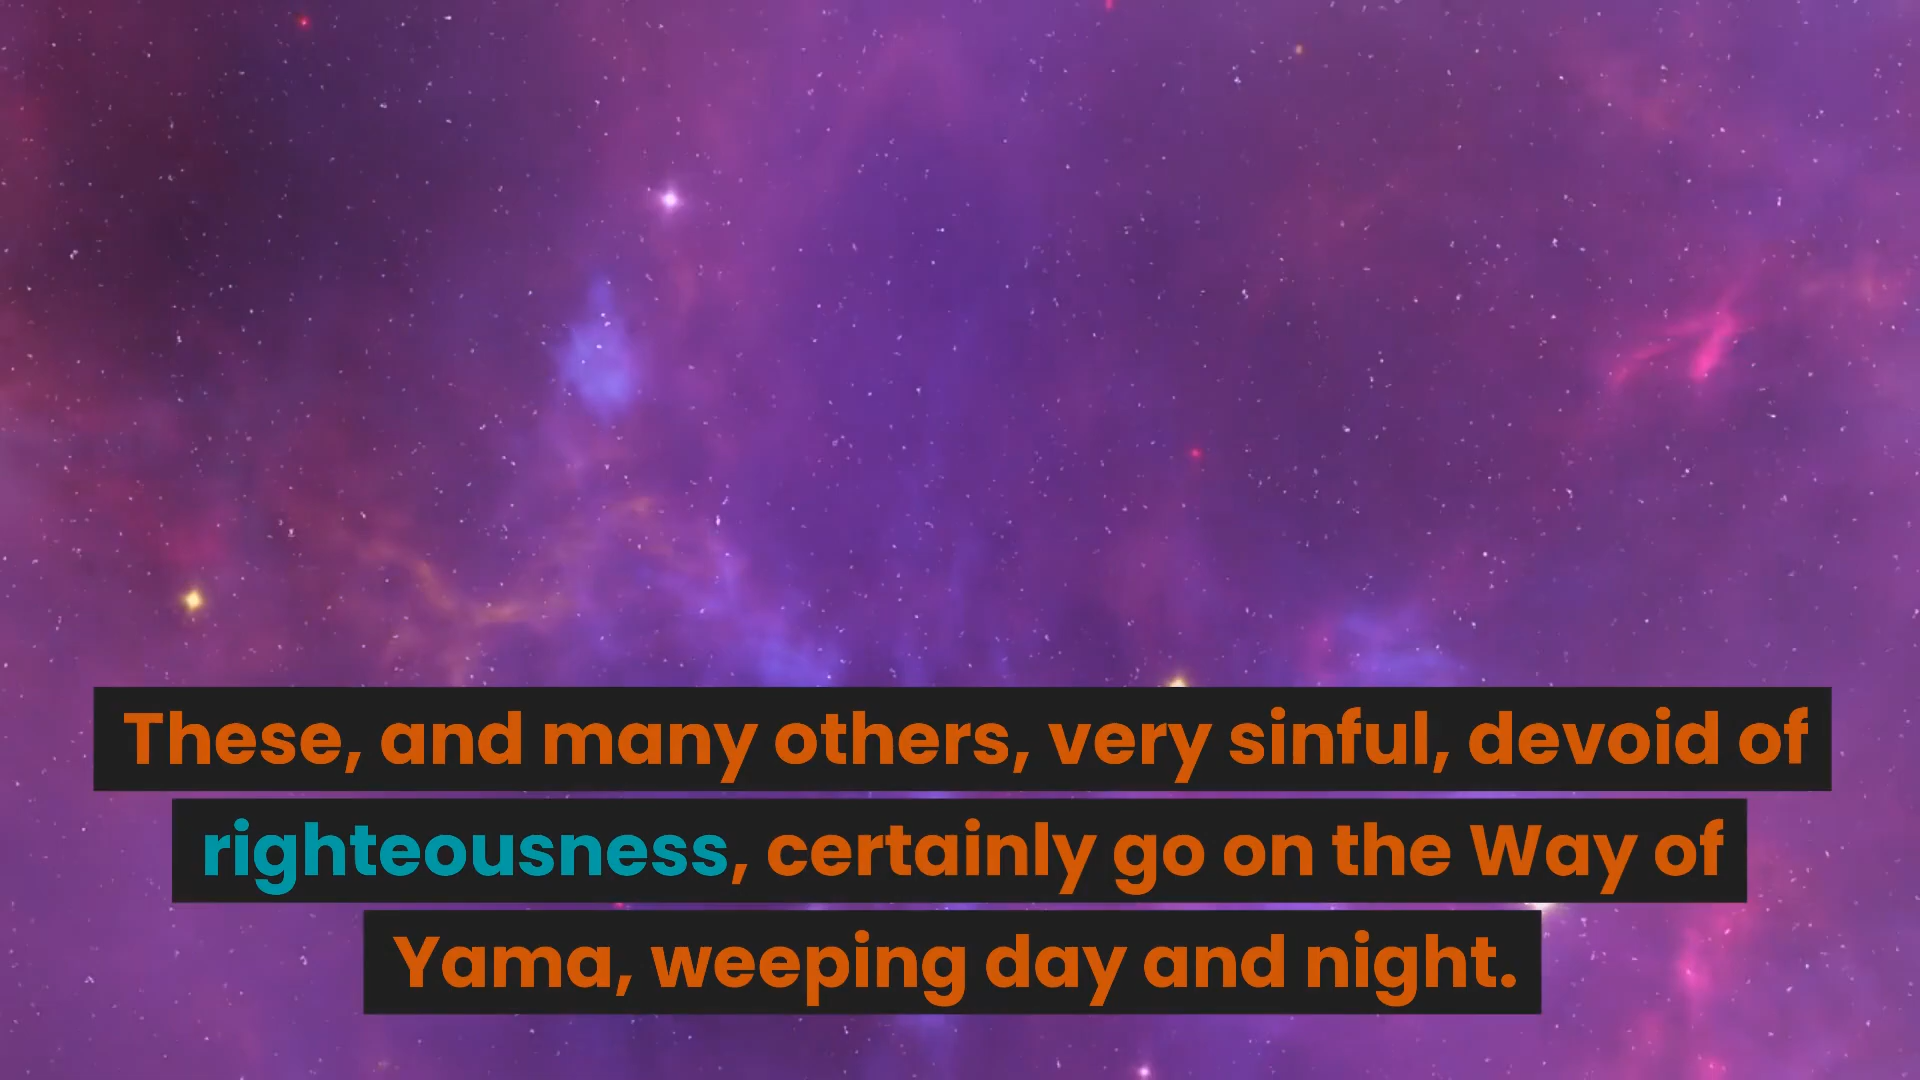 These, and many others, very sinful, devoid of
righteousness, certainly go on the Way of
Yama, weeping day and night.